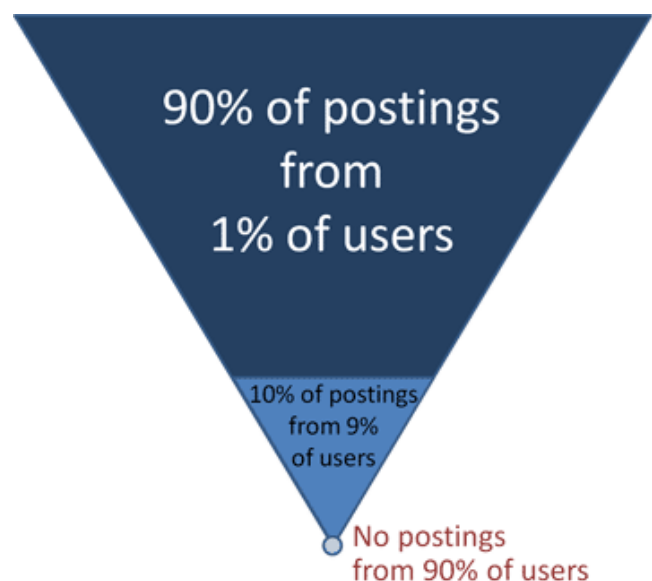 90% of postings
from
1% of users
10% of postings
from 9%
of users
No postings
from 90% of users